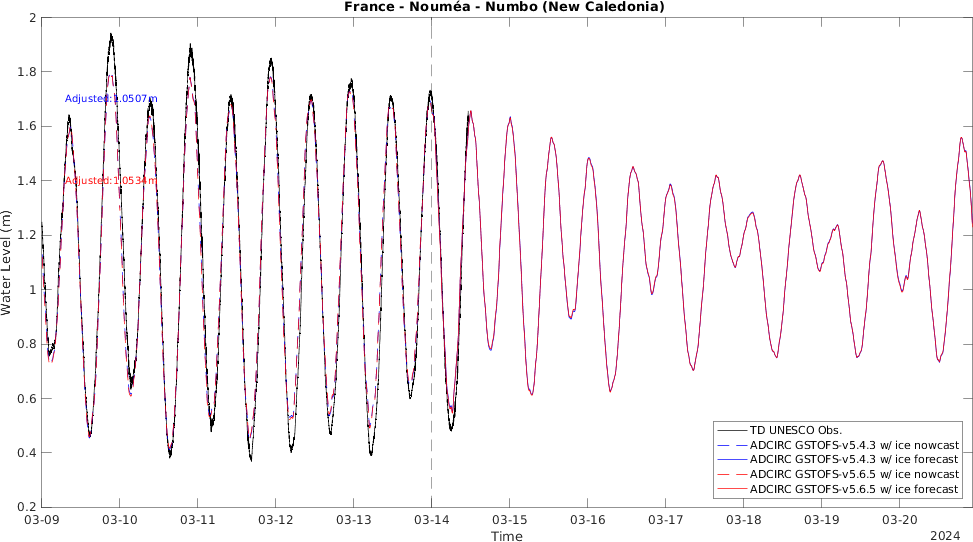 France - Nouméa - Numbo (New Caledonia)
2
1.8
1.6
1.4
1.2
1
0.8
0.6
0.4
0.2
Water Level (m)
Adjusted:1.0507m
Adjusted:1.0534m
TD UNESCO Obs.
ADCIRC GSTOFS-v5.4.3 w/ ice nowcast
ADCIRC GSTOFS-v5.4.3 w/ ice forecast
ADCIRC GSTOFS-v5.6.5 w/ ice nowcast
ADCIRC GSTOFS-v5.6.5 w/ ice forecast
03-09 03-10 03-11 03-12 03-13 03-14 03-15 03-16 03-17 03-18 03-19 03-20
Time
2024